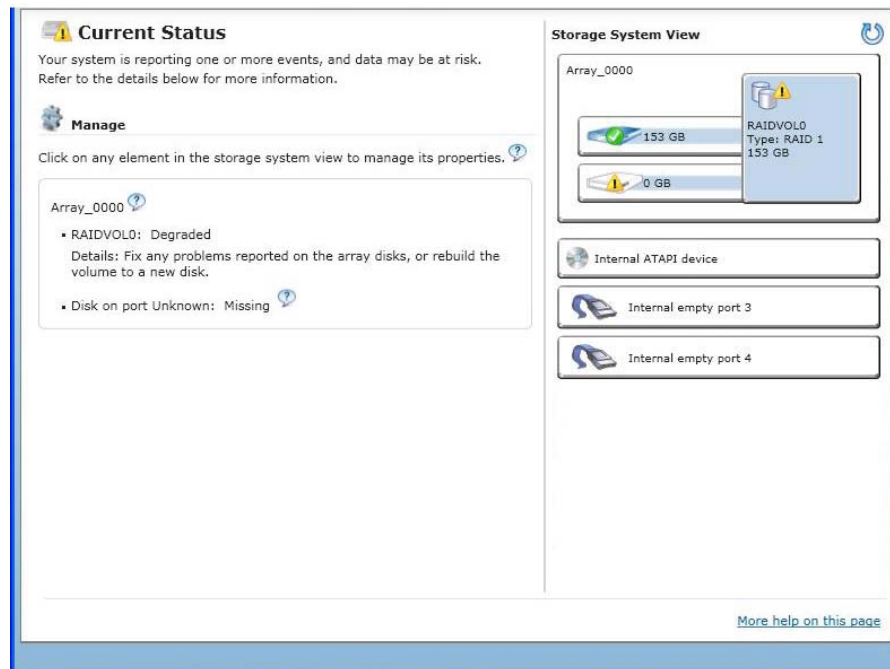 Current Status
Your system is reporting one or more events, and data may be at risk.
Refer to the details below for more information.
Manage
Click on any element in the storage system view to manage its properties.
Array_0000
RAIDVOL0: Degraded
Details: Fix any problems reported on the array disks, or rebuild the
volume to a new disk.
Disk on port Unknown: Missing
Storage System View
Array_0000
153 GB
0 GB
RAIDVOL0
Type: RAID 1
153 GB
Internal ATAPI device
Internal empty port 3
Internal empty port 4
More help on this page